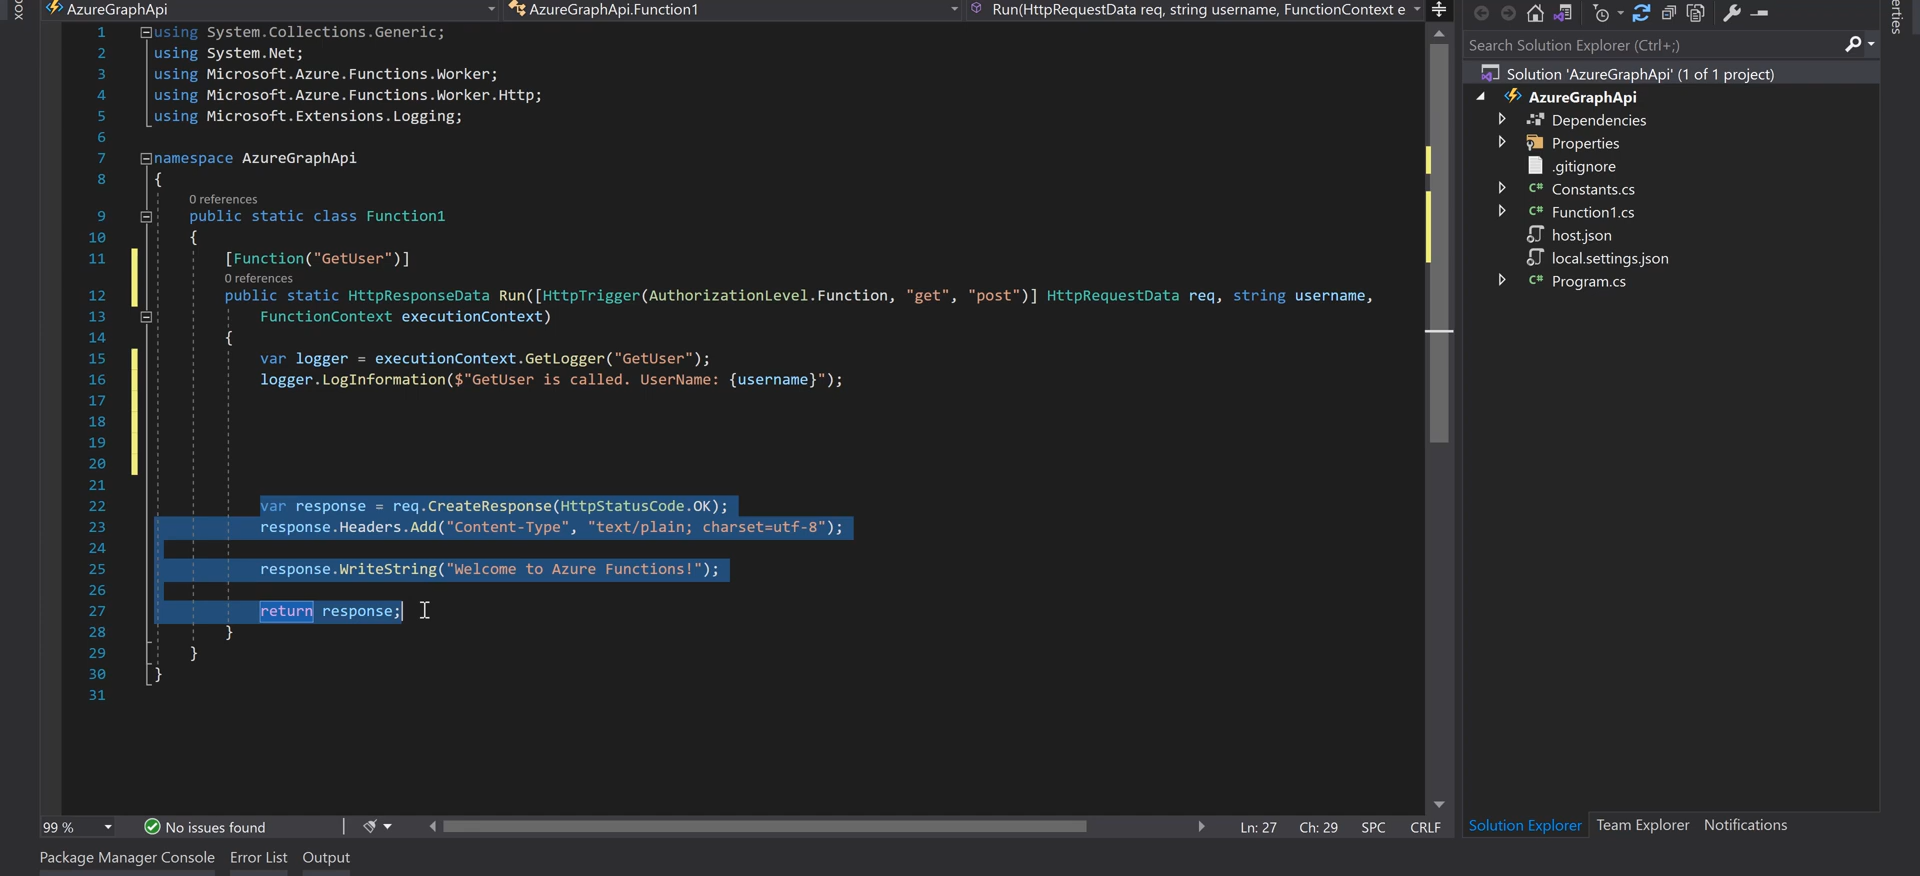 AzureGraphApi
AzureGraphApi.Function1
Run(HttpRequestData req, string username, FunctionContext e
1 using System.Collections.Generic;
2 using System.Net;
3 using Microsoft.Azure.Functions.Worker;
4 using Microsoft.Azure.Functions.Worker.Http;
5 using Microsoft.Extensions.Logging;
6
7 namespace AzureGraphApi
8 {
0 references
9 public static class Function1
10 {
11 [Function("GetUser")]
0 references
12 public static HttpResponseData Run([HttpTrigger(AuthorizationLevel.Function, "get", "post")] HttpRequestData req, string username,
13 FunctionContext executionContext)
14 {
15 var logger = executionContext.GetLogger("GetUser");
16 logger.LogInformation($"GetUser is called. UserName: {username}");
17
18
19
20
21
22 var response = req.CreateResponse(HttpStatusCode.OK);
23 response.Headers.Add("Content-Type", "text/plain; charset=utf-8");
24
25 response.WriteString("Welcome to Azure Functions!");
26
27 return response;
28 }
29 }
30 }
31
99 %
No issues found
Ln: 27 Ch: 29 SPC CRLF
Package Manager Console Error List Output
Search Solution Explorer (Ctrl+;)
Solution 'AzureGraphApi' (1 of 1 project)
AzureGraphApi
Dependencies
Properties
.gitignore
C# Constants.cs
C# Function1.cs
host.json
local.settings.json
C# Program.cs
Solution Explorer Team Explorer Notifications